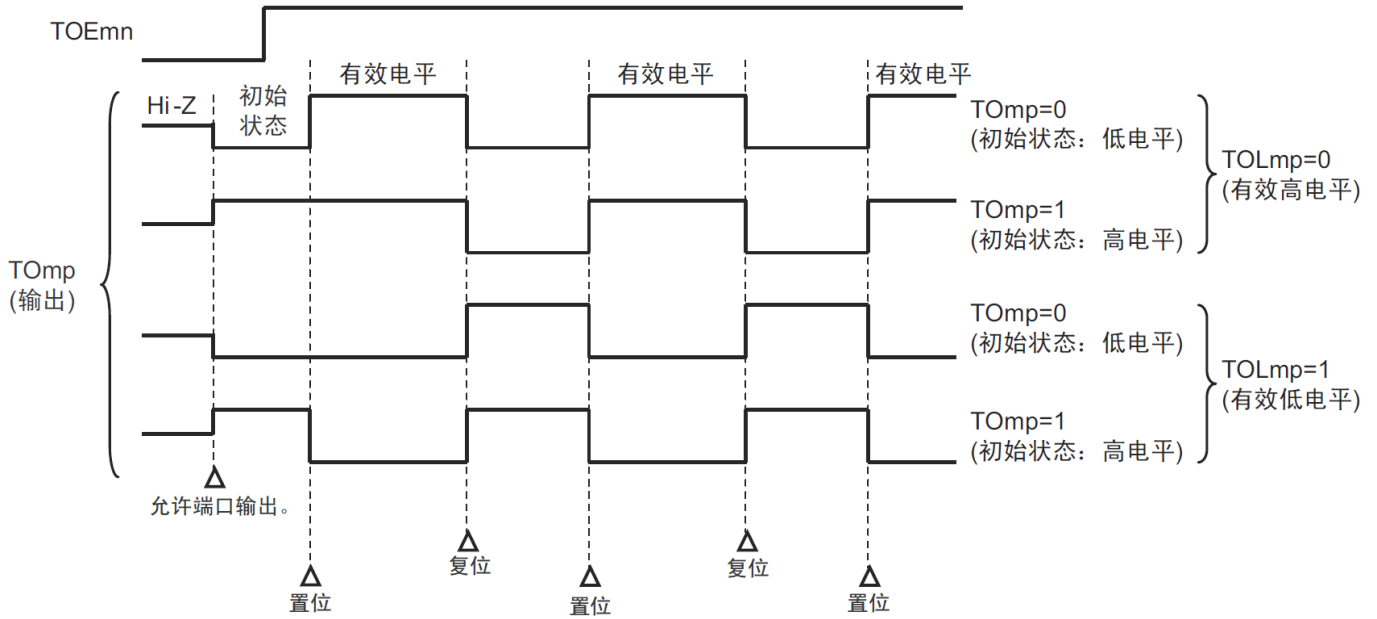 TOEmn
有效电平
有效电平
有效电平
Hi-Z
初始
状态
TOmp=0
(初始状态：低电平)
TOLmp=0
(有效高电平)
TOmp=1
(初始状态：高电平)
TOmp
(输出)
TOmp=0
(初始状态：低电平)
TOLmp=1
(有效低电平)
TOmp=1
(初始状态：高电平)
允许端口输出。
复位
复位
置位
置位
置位